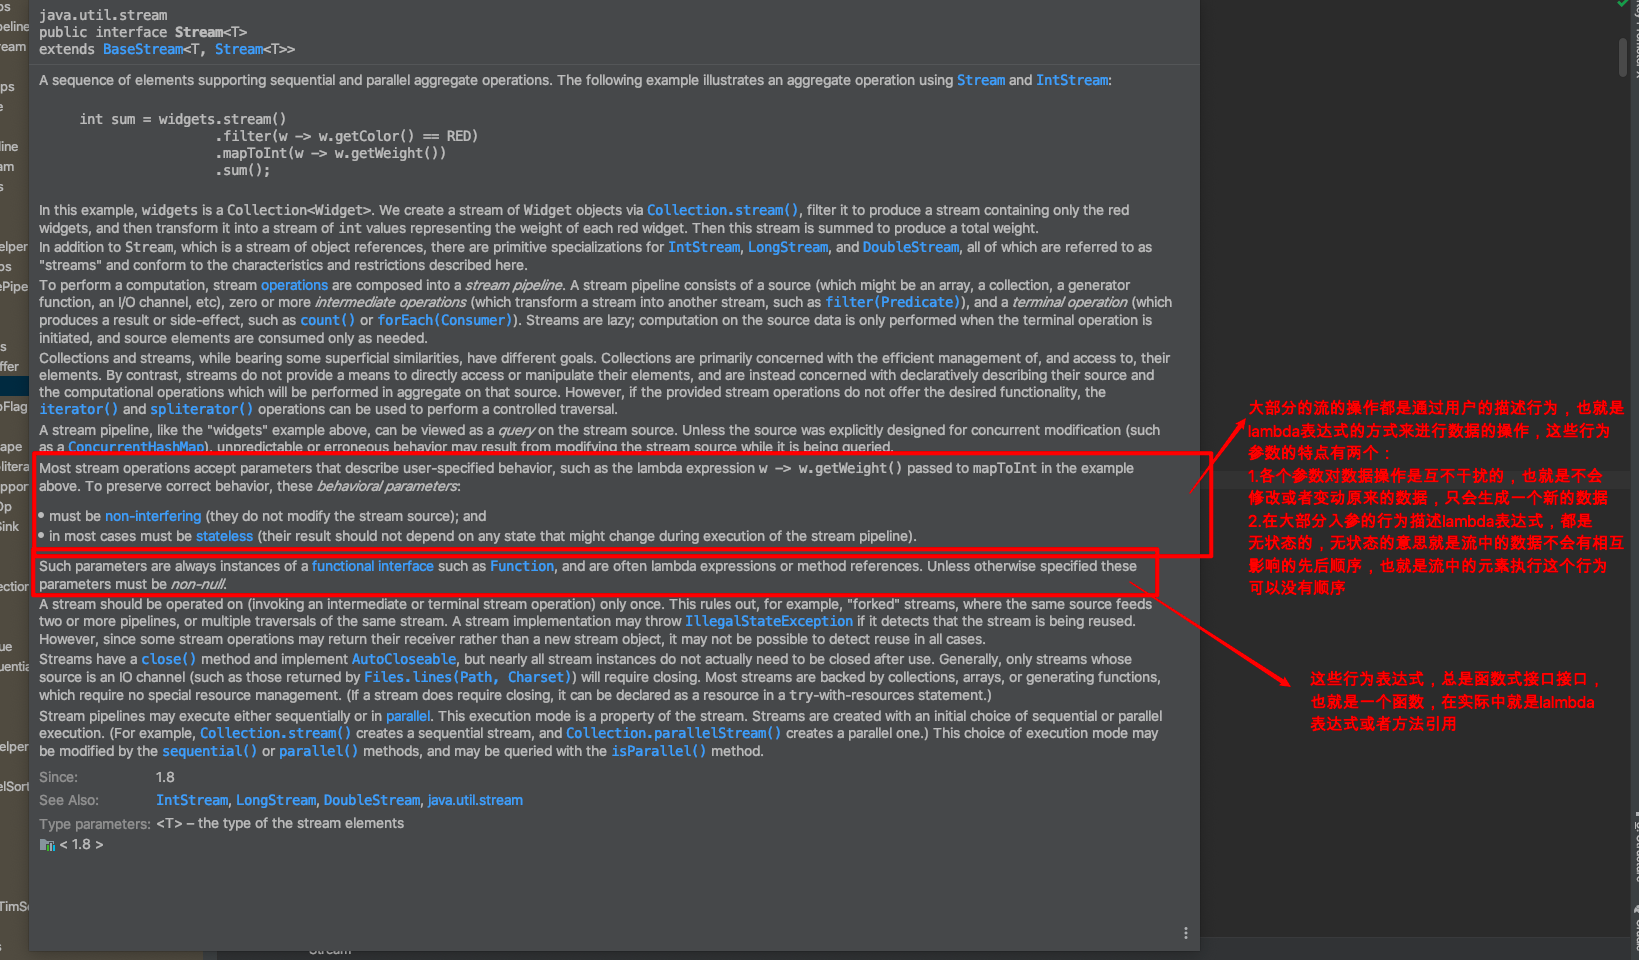 java.util.stream
public interface Stream<T>
extends BaseStream<T, Stream<T>>
A sequence of elements supporting sequential and parallel aggregate operations. The following example illustrates an aggregate operation using Stream and IntStream:
int sum = widgets.stream()
.filter(w -> w.getColor() == RED)
.mapToInt(w -> w.getWeight())
.sum();
In this example, widgets is a Collection<Widget>. We create a stream of Widget objects via Collection.stream(), filter it to produce a stream containing only the red
widgets, and then transform it into a stream of int values representing the weight of each red widget. Then this stream is summed to produce a total weight.
In addition to Stream, which is a stream of object references, there are primitive specializations for IntStream, LongStream, and DoubleStream, all of which are referred to as
"streams" and conform to the characteristics and restrictions described here.
To perform a computation, stream operations are composed into a stream pipeline. A stream pipeline consists of a source (which might be an array, a collection, a generator
function, an I/O channel, etc), zero or more intermediate operations (which transform a stream into another stream, such as filter(Predicate)), and a terminal operation (which
produces a result or side-effect, such as count() or forEach(Consumer)). Streams are lazy; computation on the source data is only performed when the terminal operation is
initiated, and source elements are consumed only as needed.
Collections and streams, while bearing some superficial similarities, have different goals. Collections are primarily concerned with the efficient management of, and access to, their
elements. By contrast, streams do not provide a means to directly access or manipulate their elements, and are instead concerned with declaratively describing their source and
the computational operations which will be performed in aggregate on that source. However, if the provided stream operations do not offer the desired functionality, the
iterator() and spliterator() operations can be used to perform a controlled traversal.
A stream pipeline, like the "widgets" example above, can be viewed as a query on the stream source. Unless the source was explicitly designed for concurrent modification (such
as a ConcurrentHashMap), unpredictable or erroneous behavior may result from modifying the stream source while it is being queried.
Most stream operations accept parameters that describe user-specified behavior, such as the lambda expression w -> w.getWeight() passed to mapToInt in the example
above. To preserve correct behavior, these behavioral parameters:
• must be non-interfering (they do not modify the stream source); and
• in most cases must be stateless (their result should not depend on any state that might change during execution of the stream pipeline).
Such parameters are always instances of a functional interface such as Function, and are often lambda expressions or method references. Unless otherwise specified these
parameters must be non-null.
A stream should be operated on (invoking an intermediate or terminal stream operation) only once. This rules out, for example, "forked" streams, where the same source feeds
two or more pipelines, or multiple traversals of the same stream. A stream implementation may throw IllegalStateException if it detects that the stream is being reused.
However, since some stream operations may return their receiver rather than a new stream object, it may not be possible to detect reuse in all cases.
Streams have a close() method and implement AutoCloseable, but nearly all stream instances do not actually need to be closed after use. Generally, only streams whose
source is an IO channel (such as those returned by Files.lines(Path, Charset)) will require closing. Most streams are backed by collections, arrays, or generating functions,
which require no special resource management. (If a stream does require closing, it can be declared as a resource in a try-with-resources statement.)
Stream pipelines may execute either sequentially or in parallel. This execution mode is a property of the stream. Streams are created with an initial choice of sequential or parallel
execution. (For example, Collection.stream() creates a sequential stream, and Collection.parallelStream() creates a parallel one.) This choice of execution mode may
be modified by the sequential() or parallel() methods, and may be queried with the isParallel() method.
Since: 1.8
See Also: IntStream, LongStream, DoubleStream, java.util.stream
Type parameters: <T> – the type of the stream elements
< 1.8 >
大部分的流的操作都是通过用户的描述行为，也就是
lambda表达式的方式来进行数据的操作，这些行为
参数的特点有两个：
1.各个参数对数据操作是互不干扰的，也就是不会
修改或者变动原来的数据，只会生成一个新的数据
2.在大部分入参的行为描述lambda表达式，都是
无状态的，无状态的意思就是流中的数据不会有相互
影响的先后顺序，也就是流中的元素执行这个行为
可以没有顺序
这些行为表达式，总是函数式接口接口，
也就是一个函数，在实际中就是lalmbda
表达式或者方法引用